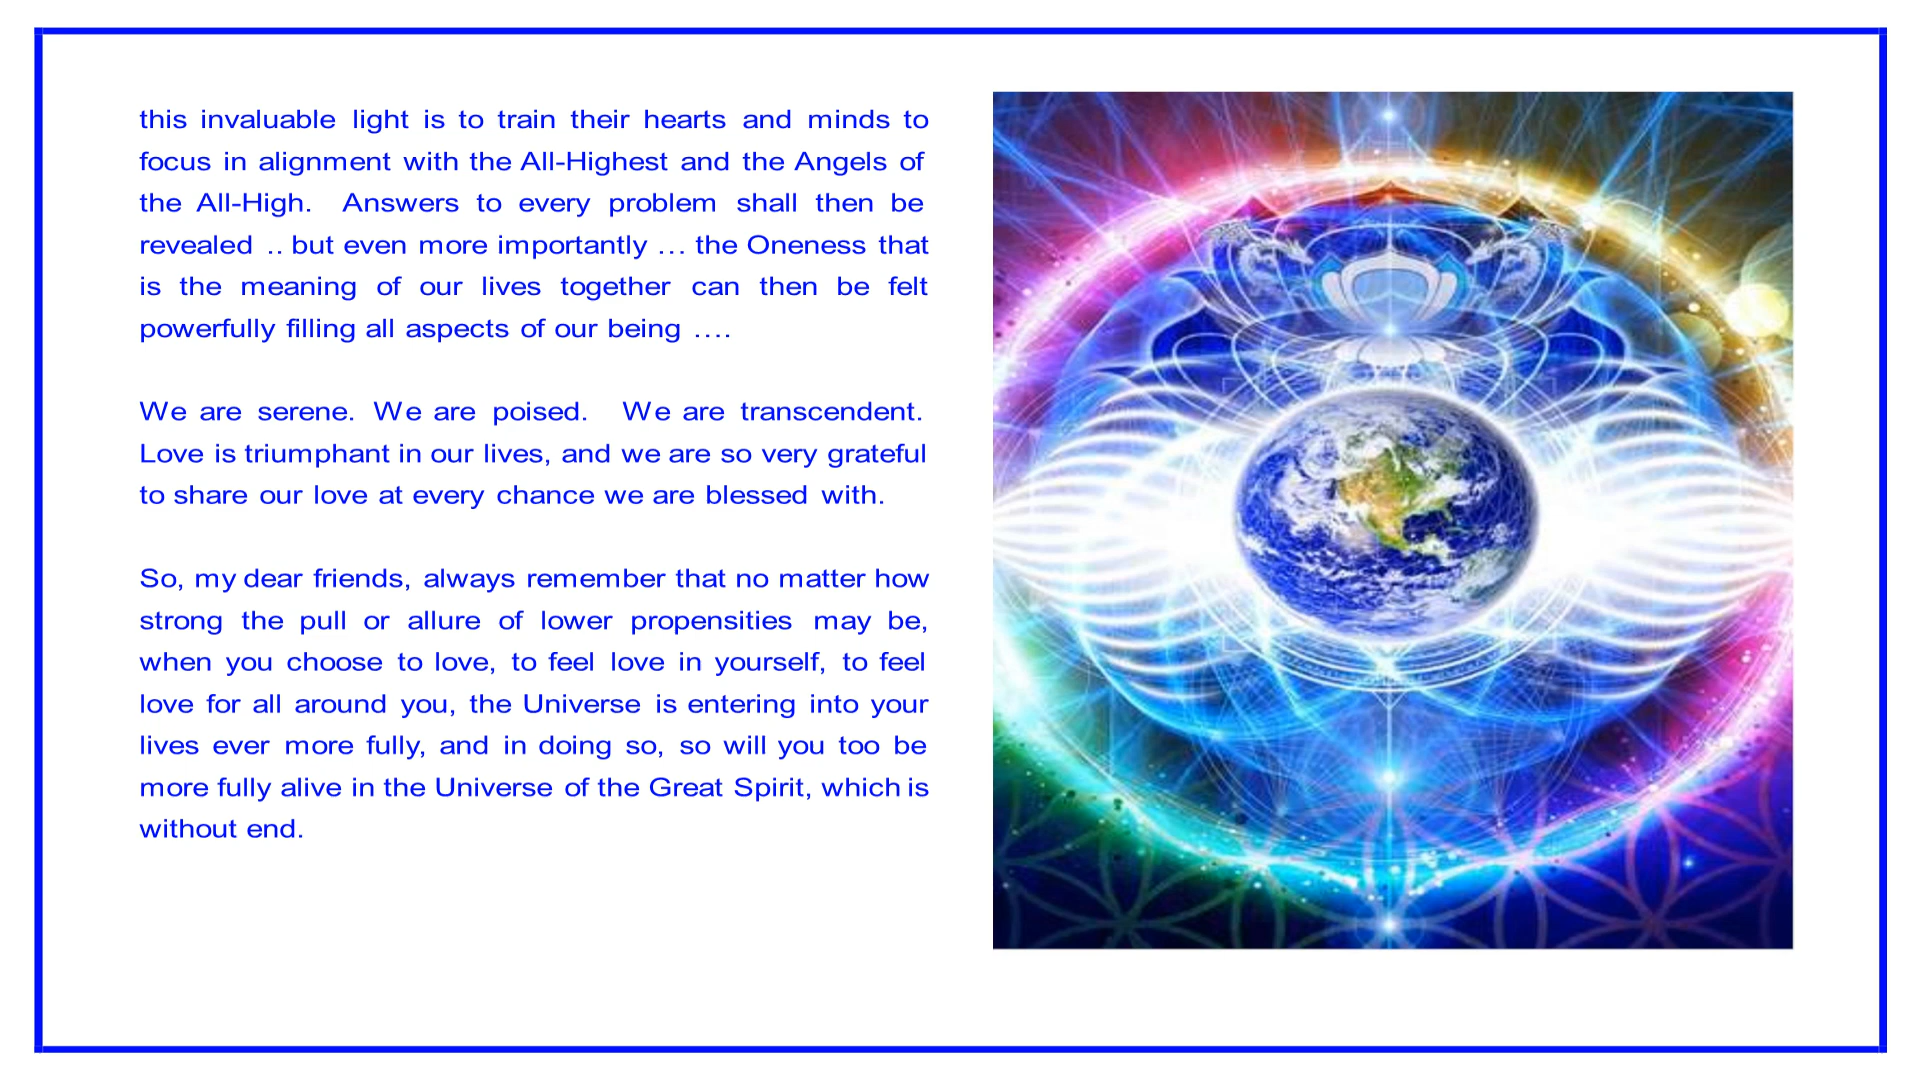 this invaluable light is to train their hearts and minds to
focus in alignment with the All-Highest and the Angels of
the All-High. Answers to every problem shall then be
revealed .. but even more importantly … the Oneness that
is the meaning of our lives together can then be felt
powerfully filling all aspects of our being ….
We are serene. We are poised. We are transcendent.
Love is triumphant in our lives, and we are so very grateful
to share our love at every chance we are blessed with.
So, my dear friends, always remember that no matter how
strong the pull or allure of lower propensities may be,
when you choose to love, to feel love in yourself, to feel
love for all around you, the Universe is entering into your
lives ever more fully, and in doing so, so will you too be
more fully alive in the Universe of the Great Spirit, which is
without end.